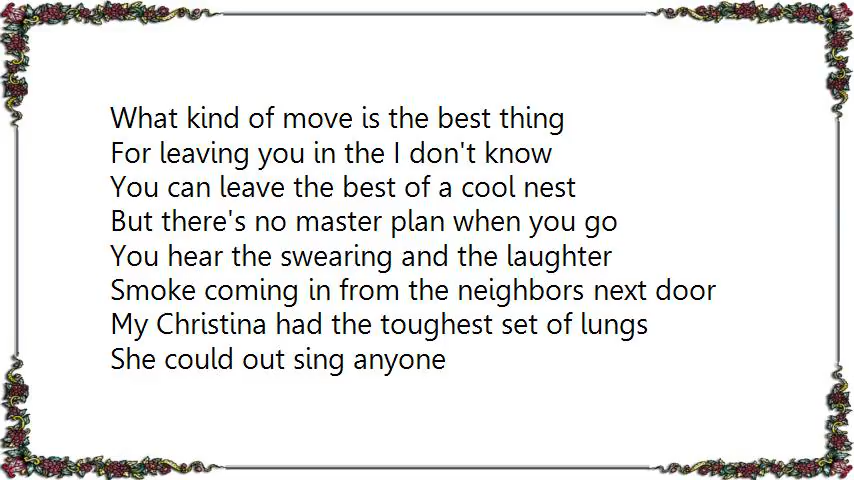 What kind of move is the best thing
For leaving you in the I don't know
You can leave the best of a cool nest
But there's no master plan when you go
You hear the swearing and the laughter
Smoke coming in from the neighbors next door
My Christina had the toughest set of lungs
She could out sing anyone